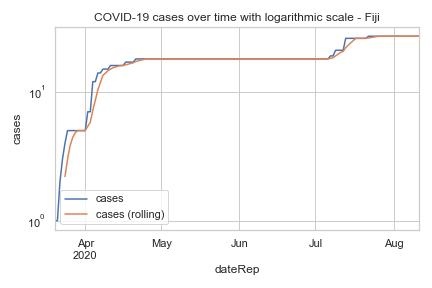 COVID-19 cases over time with logarithmic scale - Fiji
cases
10¹
10⁰
cases
cases (rolling)
Apr
2020
May
Jun
Jul
Aug
dateRep